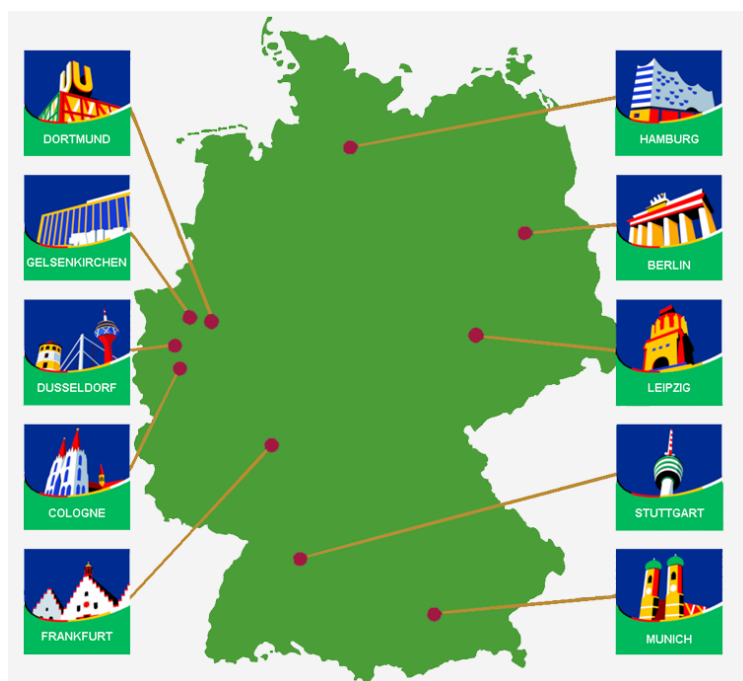 DORTMUND
GELSENKIRCHEN
DUSSELDORF
COLOGNE
FRANKFURT
HAMBURG
BERLIN
LEIPZIG
STUTTGART
MUNICH